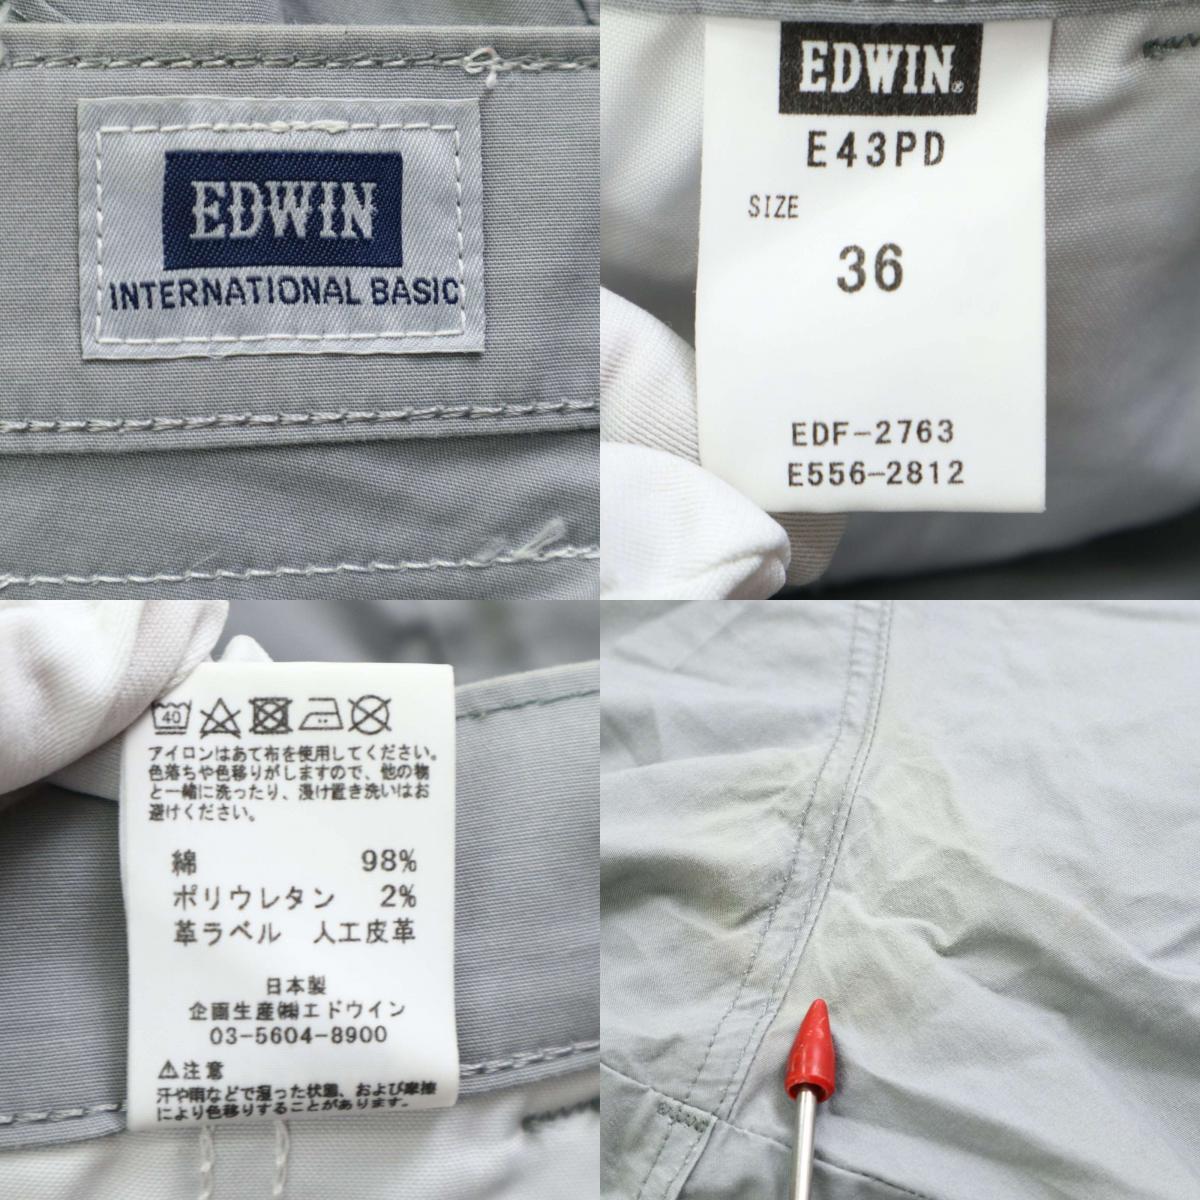 EDWIN
INTERNATIONAL BASIC
EDWIN®
E43PD
SIZE
36
EDF-2763
E556-2812
40
アイロンはあて布を使用してください。
色落ちや色移りがしますので、他の物
と一緒に洗ったり、浸け置き洗いはお
避けください。
綿 98%
ポリウレタン 2%
革ラベル 人工皮革
日本製
企画生産㈱エドウイン
03-5604-8900
⚠注意
汗や雨などで湿った状態、および摩擦
により色移りすることがあります。